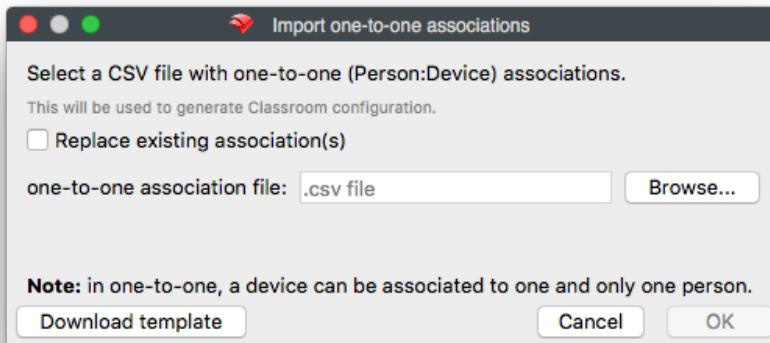 Import one-to-one associations
Select a CSV file with one-to-one (Person:Device) associations.
This will be used to generate Classroom configuration.
Replace existing association(s)
one-to-one association file: .csv file Browse...
Note: in one-to-one, a device can be associated to one and only one person.
Download template Cancel OK